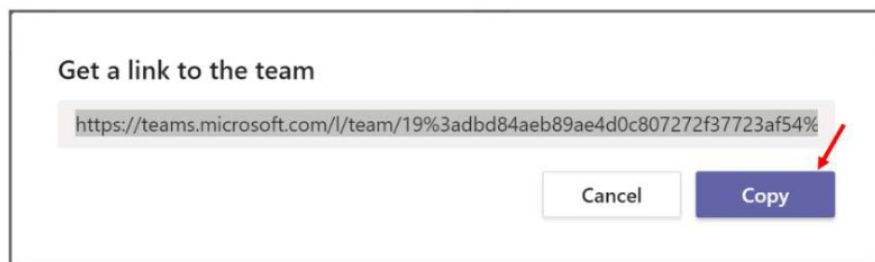 Get a link to the team
https://teams.microsoft.com/l/team/19%3adbd84aeb89ae4d0c807272f37723af54%
Cancel Copy